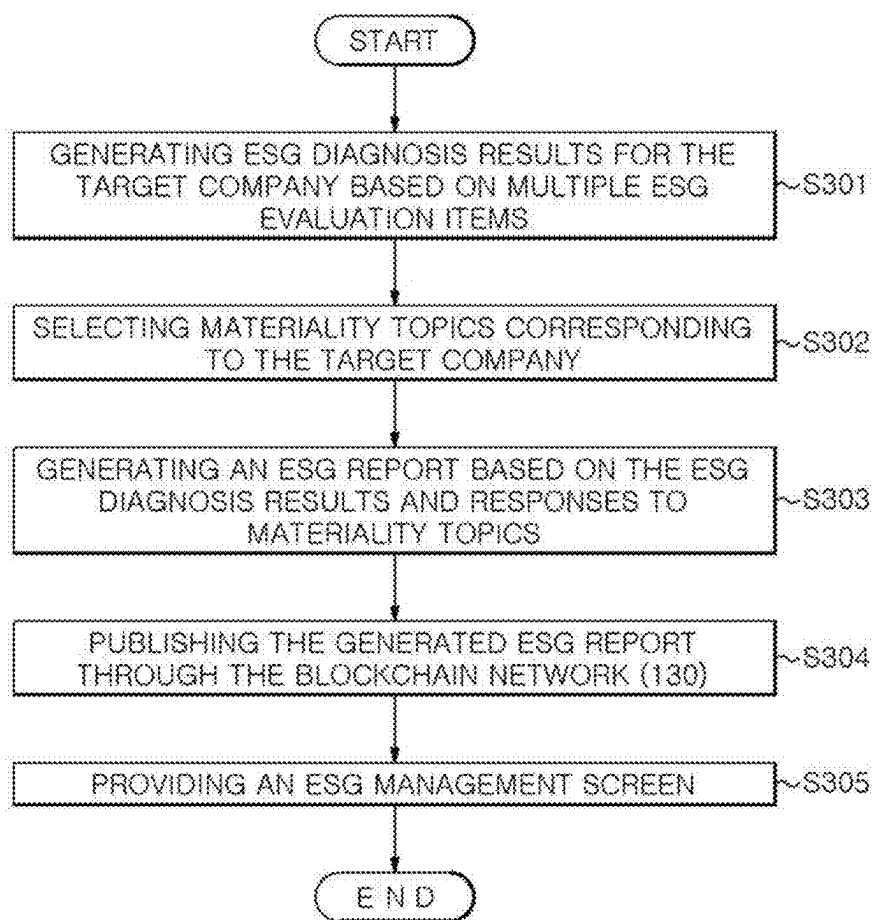 START
GENERATING ESG DIAGNOSIS RESULTS FOR THE
TARGET COMPANY BASED ON MULTIPLE ESG
EVALUATION ITEMS
S301
SELECTING MATERIALITY TOPICS CORRESPONDING
TO THE TARGET COMPANY
S302
GENERATING AN ESG REPORT BASED ON THE ESG
DIAGNOSIS RESULTS AND RESPONSES TO
MATERIALITY TOPICS
S303
PUBLISHING THE GENERATED ESG REPORT
THROUGH THE BLOCKCHAIN NETWORK (130)
S304
PROVIDING AN ESG MANAGEMENT SCREEN
S305
END